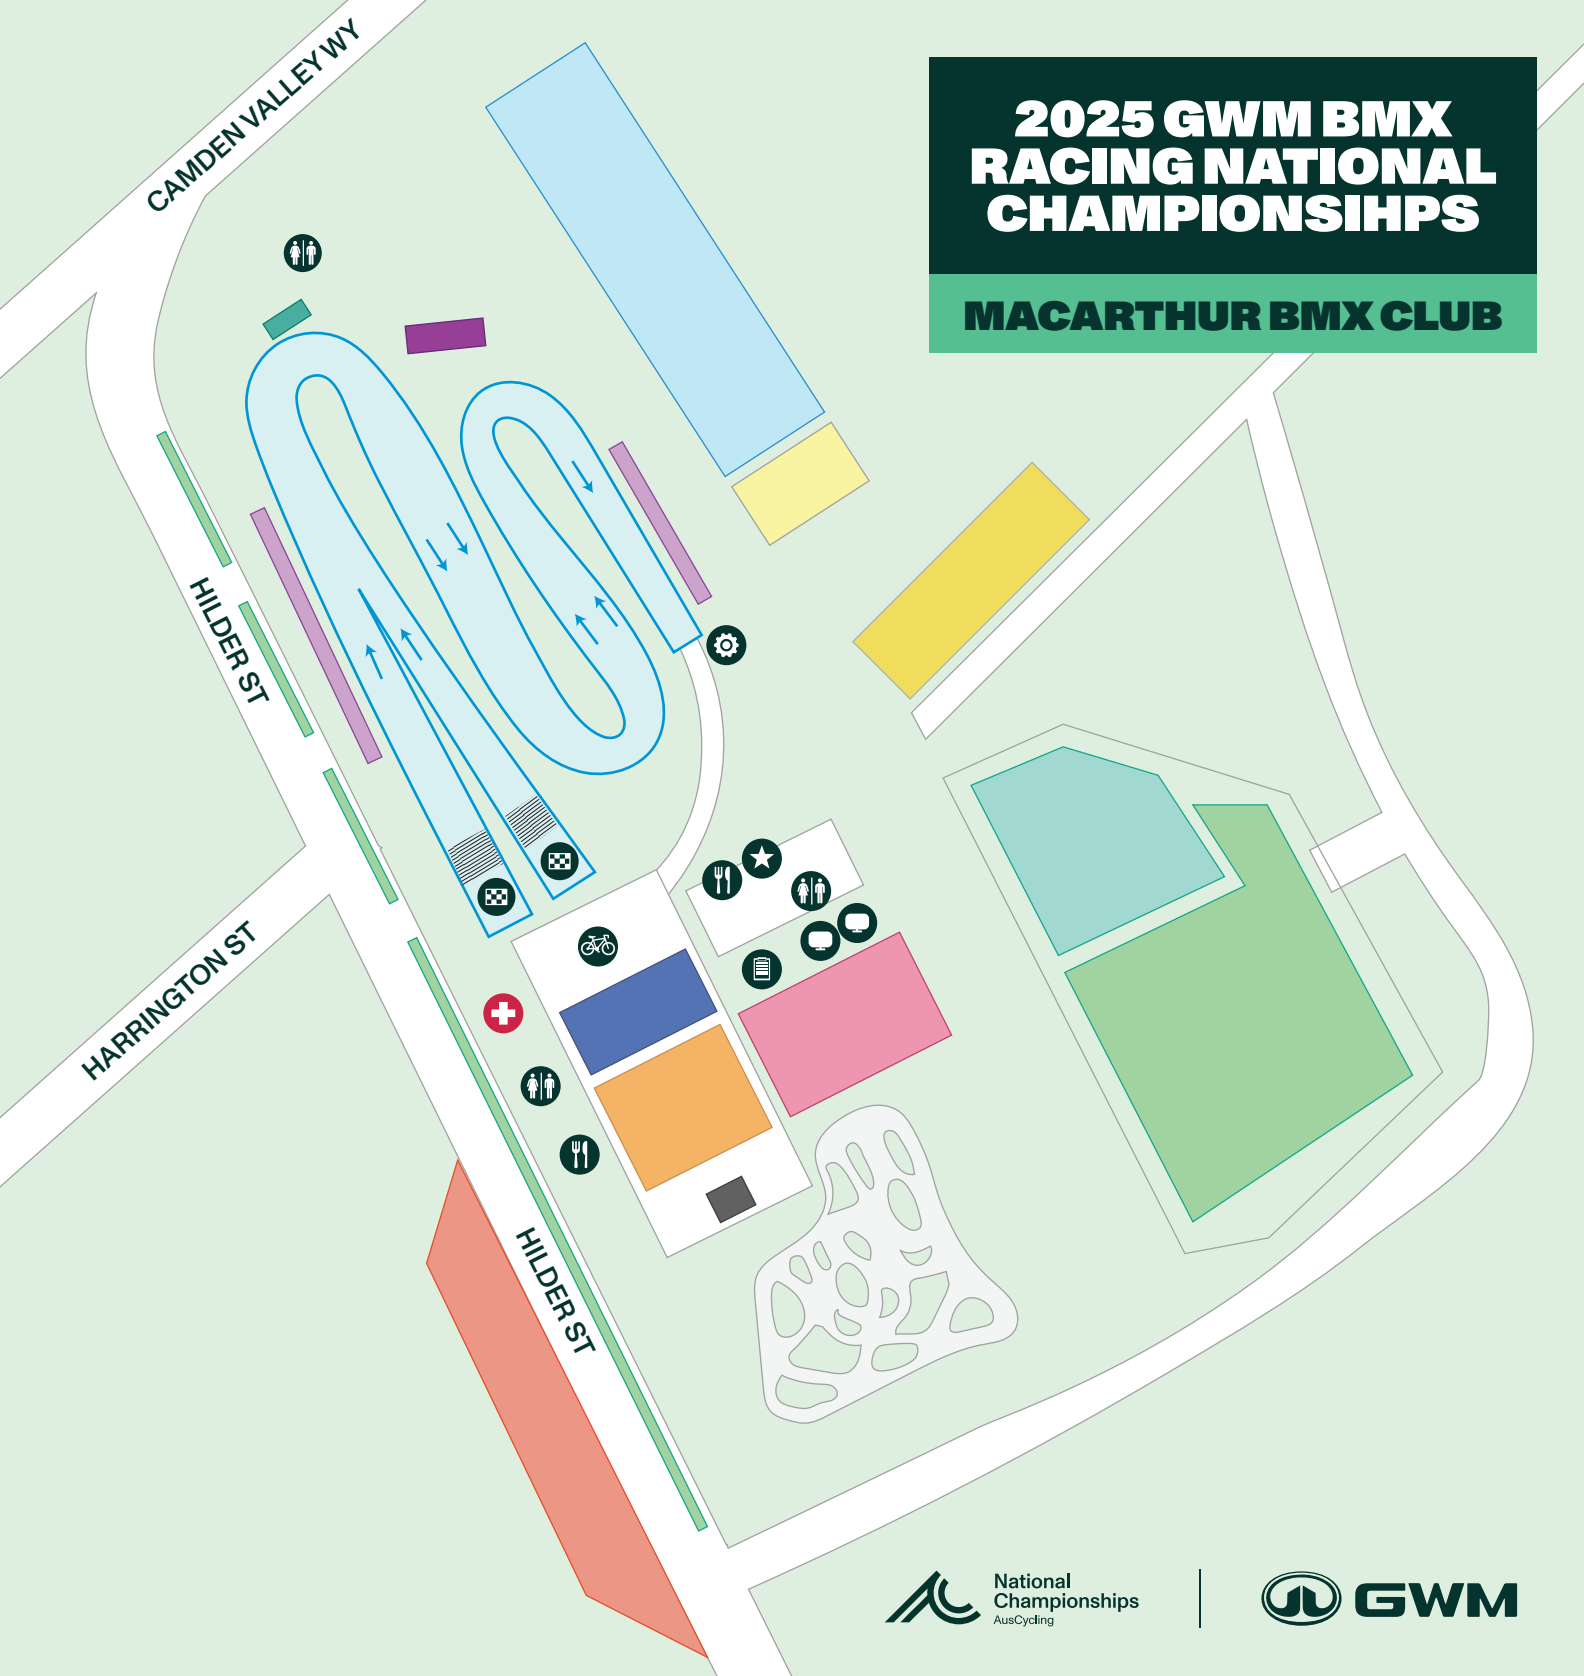 CAMDEN VALLEY WY
2025 GWM BMX
RACING NATIONAL
CHAMPIONSIHPS
MACARTHUR BMX CLUB
HILDER ST
HARRINGTON ST
HILDER ST
National
Championships
AusCycling
GWM